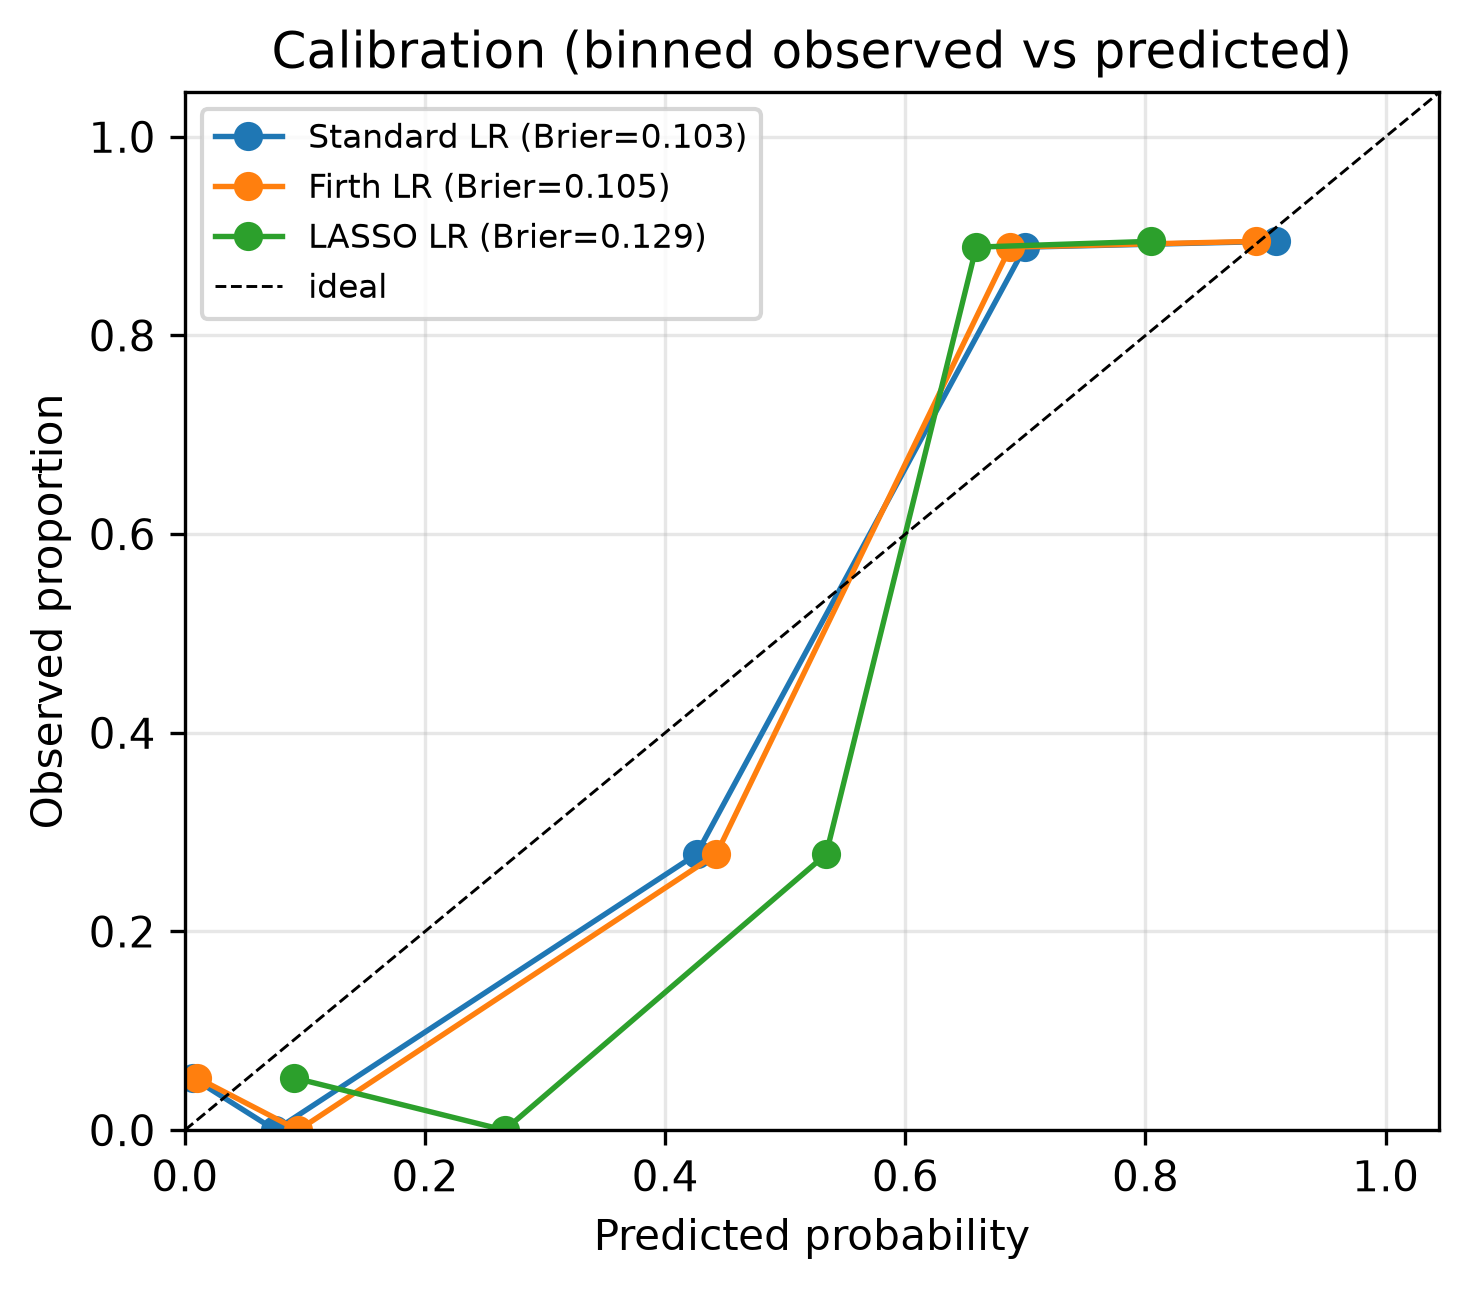 Calibration (binned observed vs predicted)
Standard LR (Brier=0.103)
Firth LR (Brier=0.105)
LASSO LR (Brier=0.129)
ideal
Observed proportion
1.0
0.8
0.6
0.4
0.2
0.0
0.0 0.2 0.4 0.6 0.8 1.0
Predicted probability